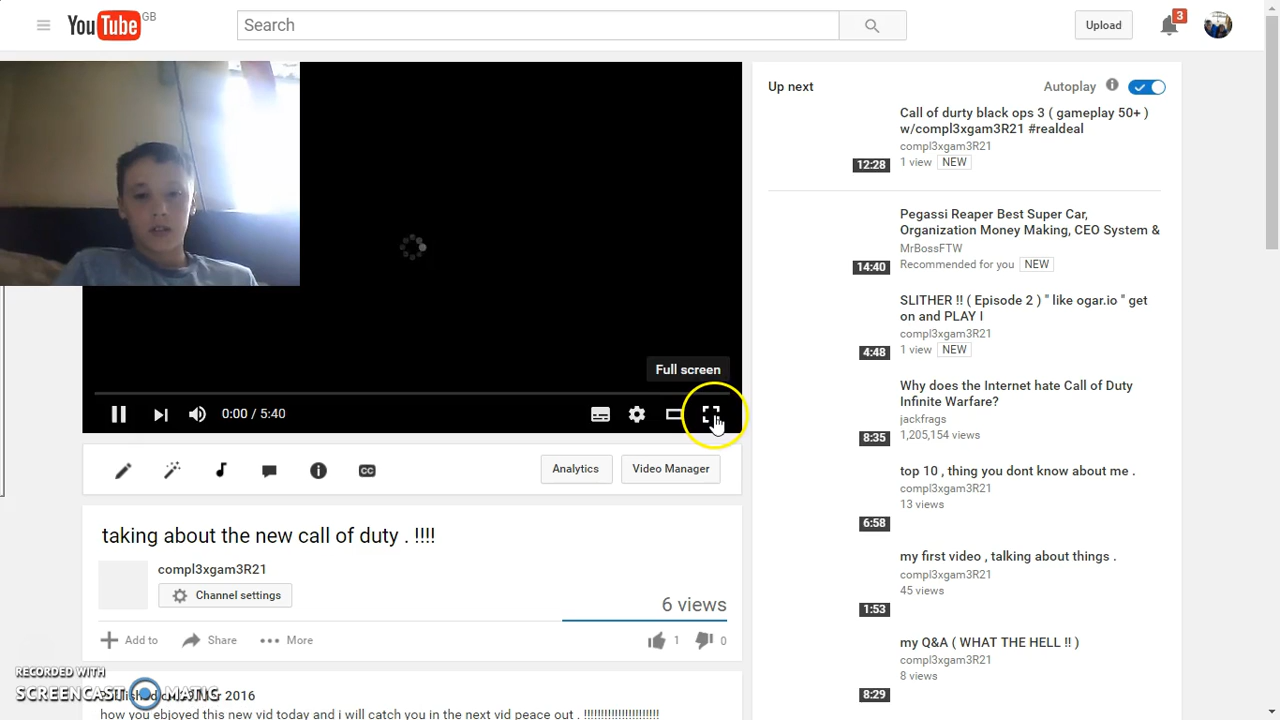 YouTube GB
Search
Upload
3
Up next
Autoplay
Call of durty black ops 3 ( gameplay 50+ )
w/compl3xgam3R21 #realdeal
compl3xgam3R21
1 view NEW
12:28
Pegassi Reaper Best Super Car,
Organization Money Making, CEO System &
MrBossFTW
Recommended for you NEW
14:40
SLITHER !! ( Episode 2 ) " like ogar.io " get
on and PLAY I
compl3xgam3R21
1 view NEW
4:48
Why does the Internet hate Call of Duty
Infinite Warfare?
jackfrags
1,205,154 views
8:35
top 10 , thing you dont know about me .
compl3xgam3R21
13 views
6:58
my first video , talking about things .
compl3xgam3R21
45 views
1:53
my Q&A ( WHAT THE HELL !! )
compl3xgam3R21
8 views
8:29
Full screen
0:00 / 5:40
CC
Analytics
Video Manager
taking about the new call of duty . !!!!
compl3xgam3R21
Channel settings
6 views
Add to
Share
More
1
0
RECORDED WITH
SCREENCAST MATIC
2016
how you ebjoyed this new vid today and i will catch you in the next vid peace out . !!!!!!!!!!!!!!!!!!!!!